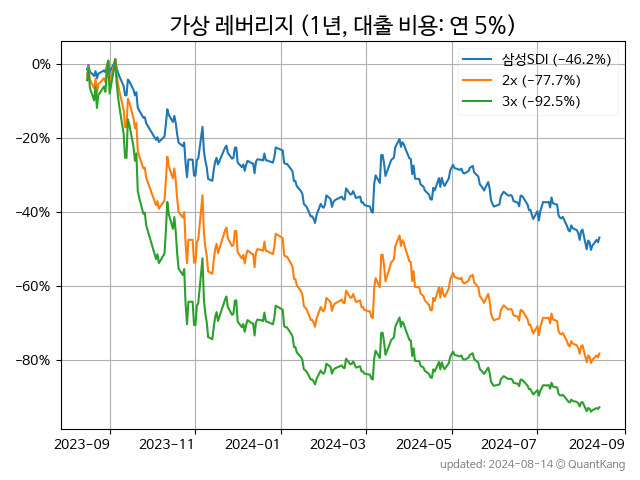 가상 레버리지 (1년, 대출 비용: 연 5%)
삼성SDI (−46.2%)
2x (−77.7%)
3x (−92.5%)
0%
−20%
−40%
−60%
−80%
2023−09 2023−11 2024−01 2024−03 2024−05 2024−07 2024−09
updated: 2024-08-14 © QuantKang